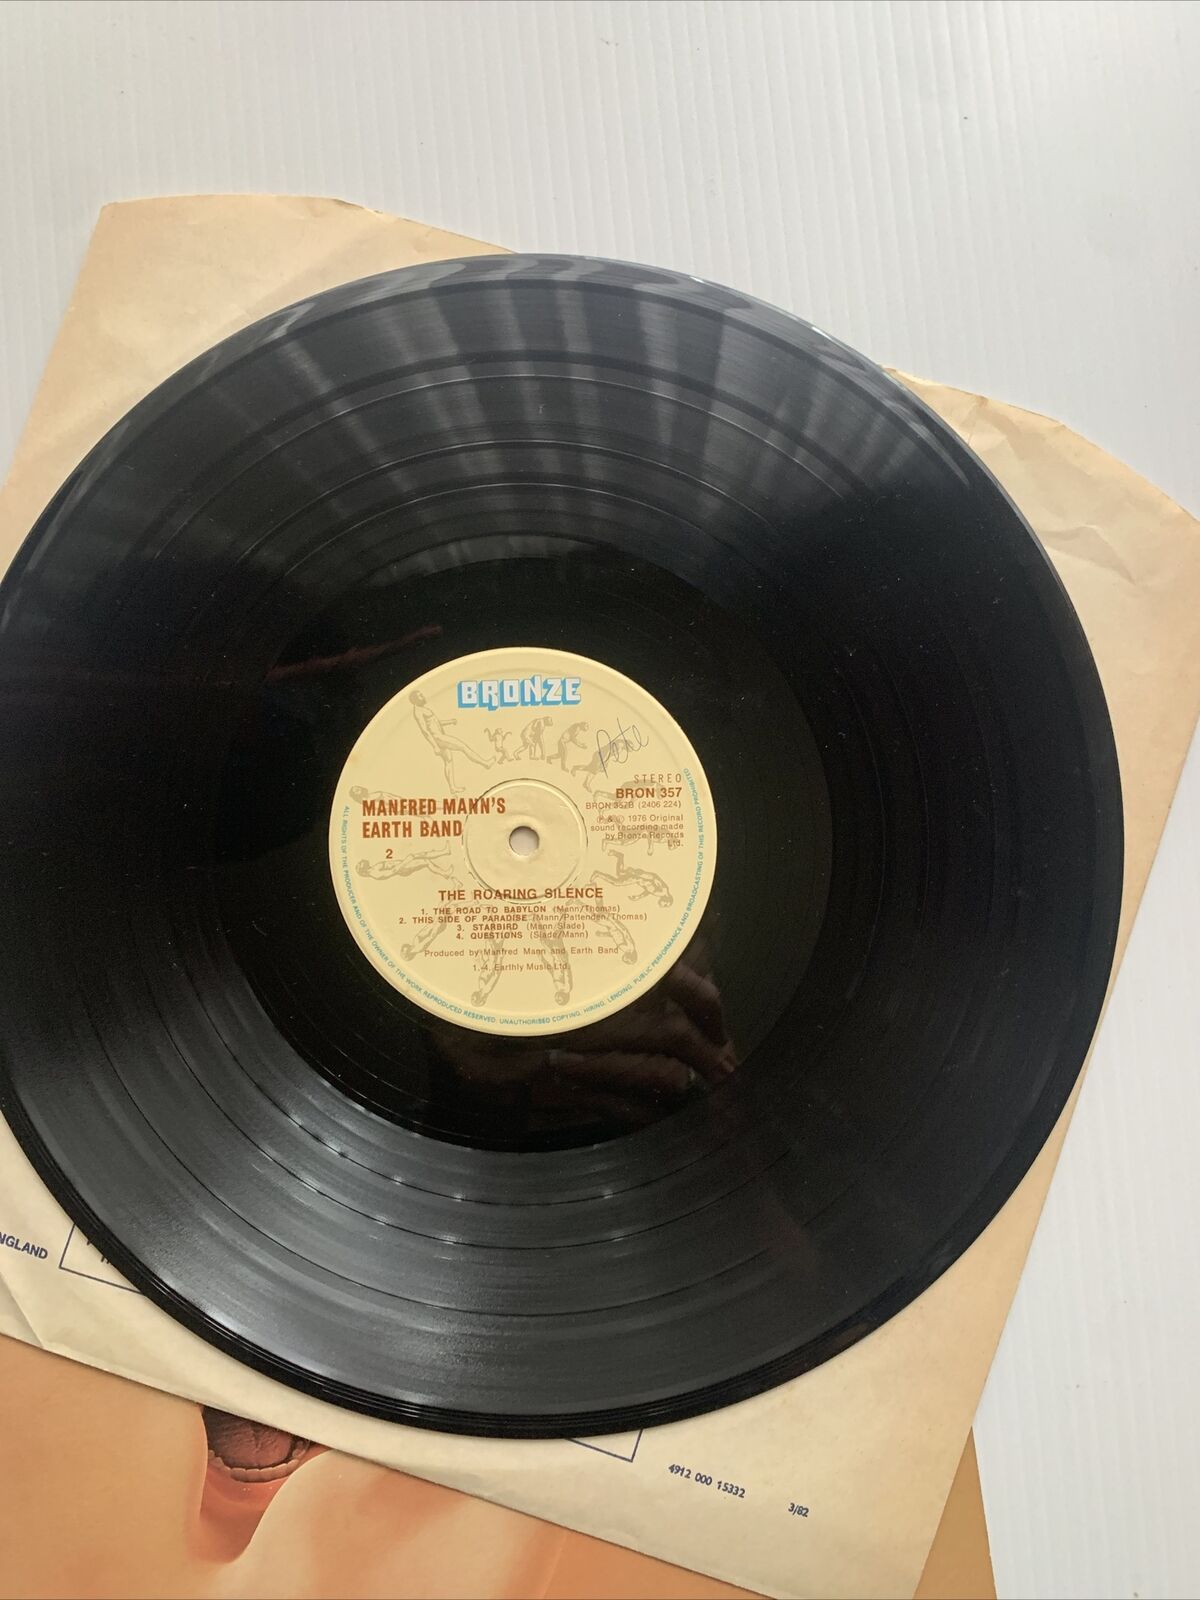 BRONZE
Pete
STEREO
BRON 357
BRON 357B (2406 224)
℗ & © 1976 Original
sound recording made
by Bronze Records
Ltd.
MANFRED MANN'S
EARTH BAND
2
THE ROARING SILENCE
1. THE ROAD TO BABYLON (Mann/Thomas)
2. THIS SIDE OF PARADISE (Mann/Pattenden/Thomas)
3. STARBIRD (Mann/Slade)
4. QUESTIONS (Slade/Mann)
Produced by Manfred Mann and Earth Band
1.-4. Earthly Music Ltd.
ALL RIGHTS OF THE PRODUCER AND OF THE OWNER OF THE WORK REPRODUCED RESERVED. UNAUTHORISED COPYING, HIRING, LENDING, PUBLIC PERFORMANCE AND BROADCASTING OF THIS RECORD PROHIBITED
NGLAND
4912 000 15332
3/82